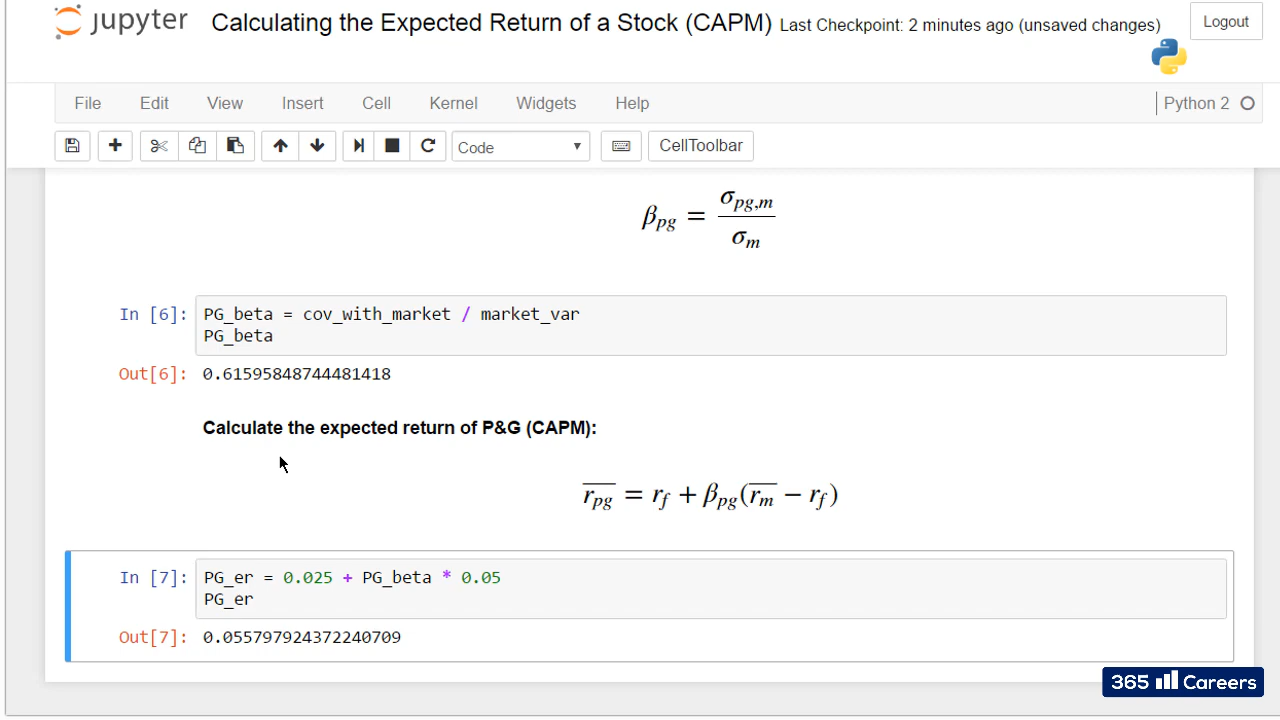 jupyter Calculating the Expected Return of a Stock (CAPM) Last Checkpoint: 2 minutes ago (unsaved changes) Logout
File Edit View Insert Cell Kernel Widgets Help Python 2
Code CellToolbar
β_pg = σ_pg,m / σ_m
In [6]: PG_beta = cov_with_market / market_var
PG_beta
Out[6]: 0.61595848744481418
Calculate the expected return of P&G (CAPM):
r_pg = r_f + β_pg(r_m − r_f)
In [7]: PG_er = 0.025 + PG_beta * 0.05
PG_er
Out[7]: 0.055797924372240709
365 Careers